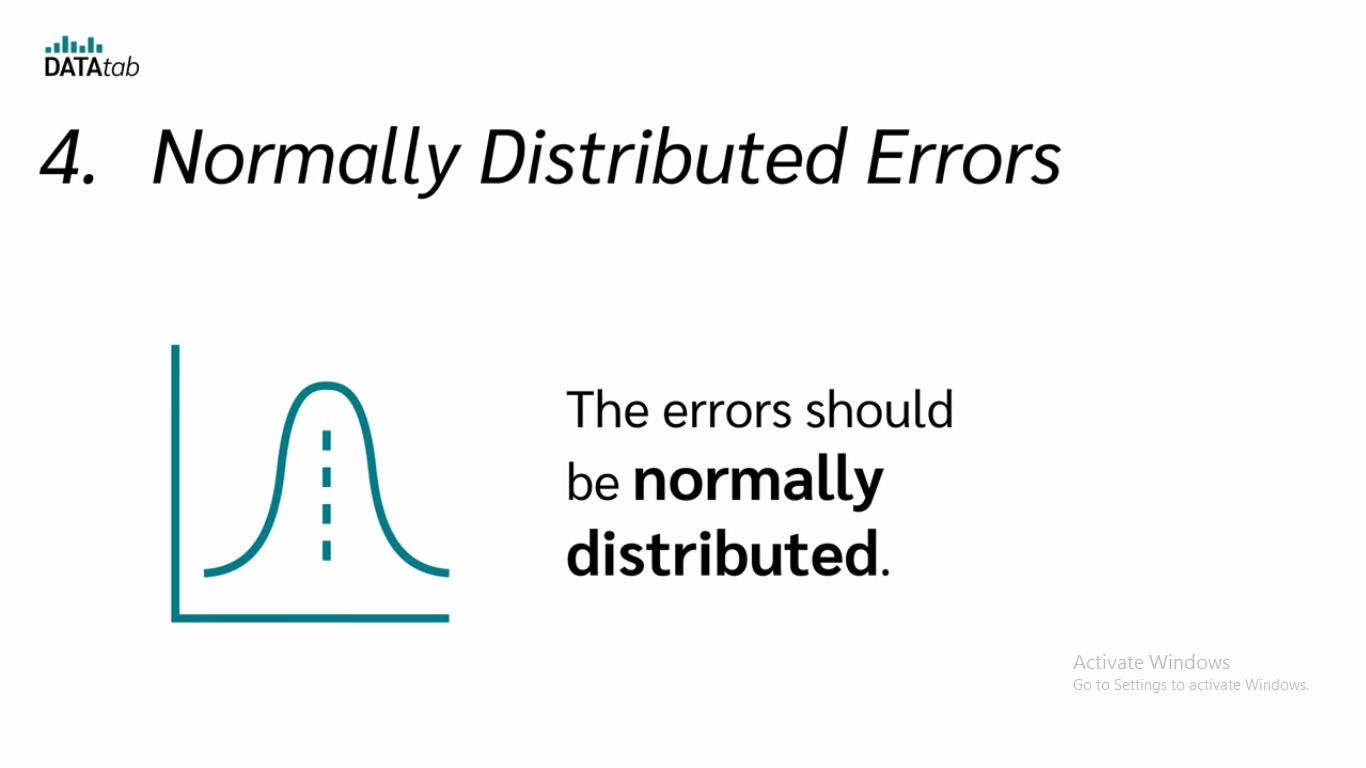 DATAtab
4. Normally Distributed Errors
The errors should
be normally
distributed.
Activate Windows
Go to Settings to activate Windows.